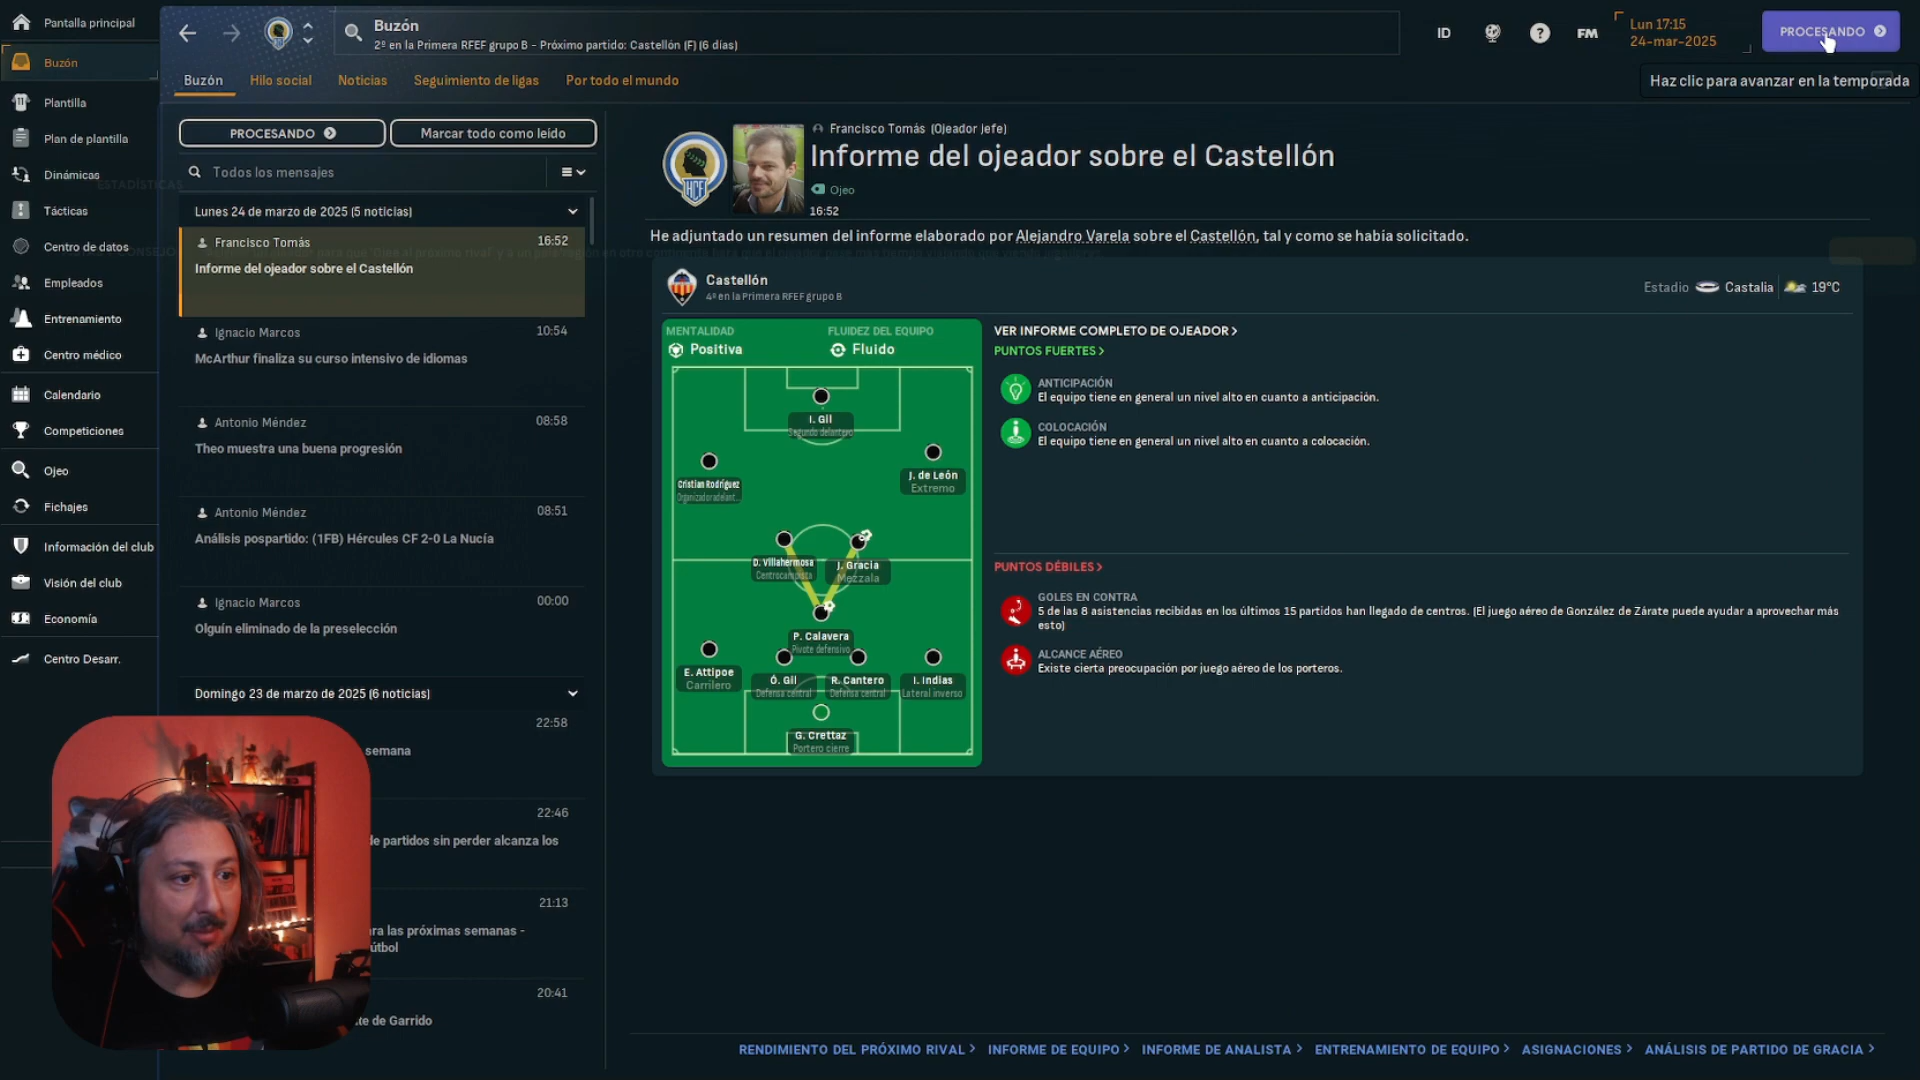 Pantalla principal
Buzón
Plantilla
Plan de plantilla
Dinámicas
Tácticas
Centro de datos
Empleados
Entrenamiento
Centro médico
Calendario
Competiciones
Ojeo
Fichajes
Información del club
Visión del club
Economía
Centro Desarr.
Buzón
2º en la Primera RFEF grupo B - Próximo partido: Castellón (F) (6 días)
ID
FM
Lun 17:15
24-mar-2025
PROCESANDO
Haz clic para avanzar en la temporada
Buzón
Hilo social
Noticias
Seguimiento de ligas
Por todo el mundo
PROCESANDO
Marcar todo como leído
Todos los mensajes
Lunes 24 de marzo de 2025 (5 noticias)
Francisco Tomás 16:52
Informe del ojeador sobre el Castellón
Ignacio Marcos 10:54
McArthur finaliza su curso intensivo de idiomas
Antonio Méndez 08:58
Theo muestra una buena progresión
Antonio Méndez 08:51
Análisis pospartido: (1FB) Hércules CF 2-0 La Nucía
Ignacio Marcos 00:00
Olguín eliminado de la preselección
Domingo 23 de marzo de 2025 (6 noticias)
22:58
semana
22:46
de partidos sin perder alcanza los
21:13
ra las próximas semanas -
útbol
20:41
te de Garrido
HCF
Francisco Tomás (Ojeador jefe)
Informe del ojeador sobre el Castellón
Ojeo
16:52
He adjuntado un resumen del informe elaborado por Alejandro Varela sobre el Castellón, tal y como se había solicitado.
Castellón
4º en la Primera RFEF grupo B
Estadio Castalia 19°C
MENTALIDAD
Positiva
FLUIDEZ DEL EQUIPO
Fluido
I. Gil
Segundo delantero
Cristian Rodríguez
Organizador adelant...
J. de León
Extremo
D. Villahermosa
Centrocampista
J. Gracia
Mezzala
P. Calavera
Pivote defensivo
E. Attipoe
Carrilero
Ó. Gil
Defensa central
R. Cantero
Defensa central
I. Indias
Lateral inverso
G. Crettaz
Portero cierre
VER INFORME COMPLETO DE OJEADOR >
PUNTOS FUERTES >
ANTICIPACIÓN
El equipo tiene en general un nivel alto en cuanto a anticipación.
COLOCACIÓN
El equipo tiene en general un nivel alto en cuanto a colocación.
PUNTOS DÉBILES >
GOLES EN CONTRA
5 de las 8 asistencias recibidas en los últimos 15 partidos han llegado de centros. (El juego aéreo de González de Zárate puede ayudar a aprovechar más
esto)
ALCANCE AÉREO
Existe cierta preocupación por juego aéreo de los porteros.
RENDIMIENTO DEL PRÓXIMO RIVAL >
INFORME DE EQUIPO >
INFORME DE ANALISTA >
ENTRENAMIENTO DE EQUIPO >
ASIGNACIONES >
ANÁLISIS DE PARTIDO DE GRACIA >